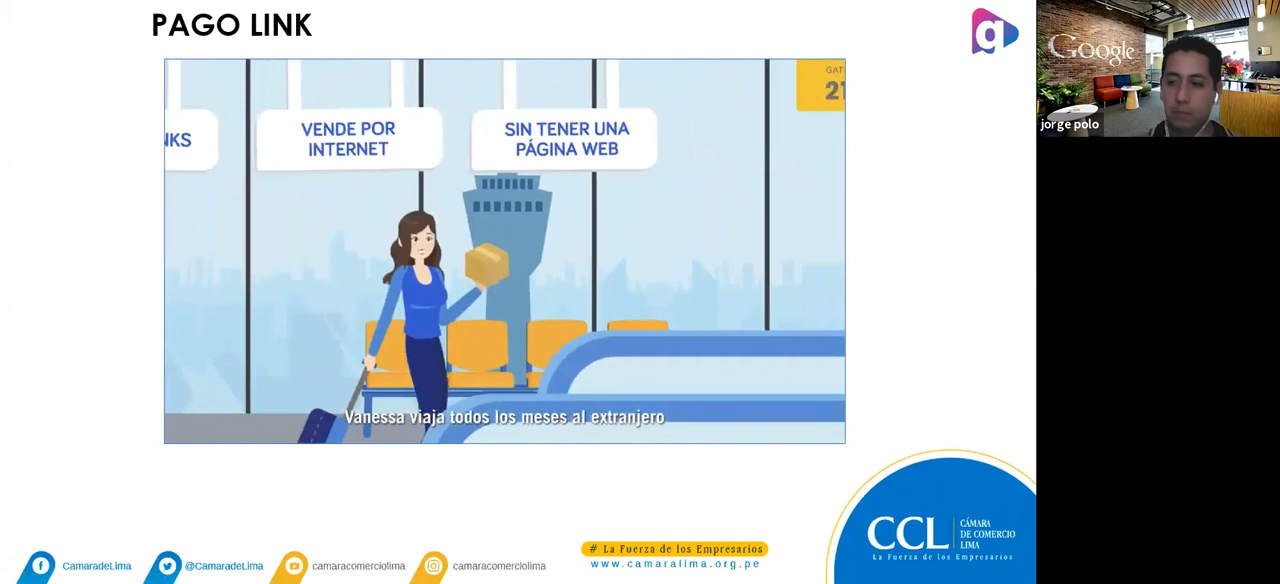 PAGO LINK
g
GAT
21
NKS
VENDE POR
INTERNET
SIN TENER UNA
PÁGINA WEB
Vanessa viaja todos los meses al extranjero
Google
jorge polo
CCL
CÁMARA
DE COMERCIO
LIMA
La Fuerza de los Empresarios
CamaradeLima
@CamaradeLima
camaracomerciolima
camaracomerciolima
# La Fuerza de los Empresarios
www.camaralima.org.pe